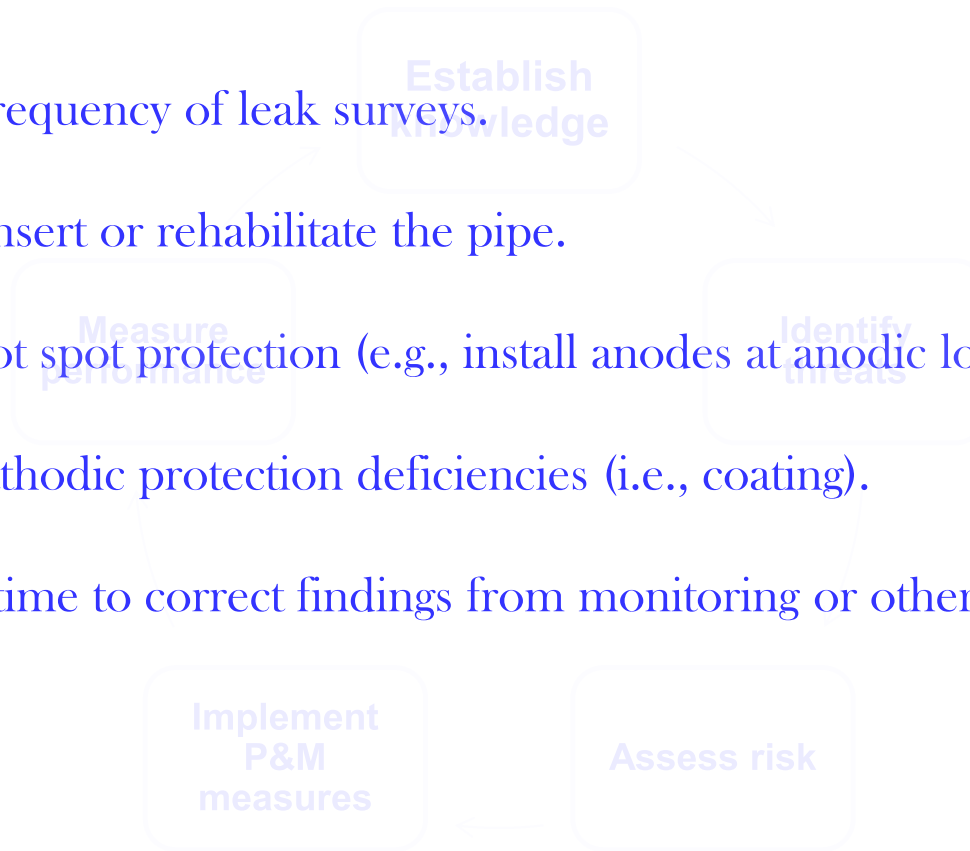 Establish
knowledge
requency of leak surveys.
nsert or rehabilitate the pipe.
Measure
performance
Identify
threats
ot spot protection (e.g., install anodes at anodic lo
thodic protection deficiencies (i.e., coating).
time to correct findings from monitoring or other
Implement
P&M
measures
Assess risk